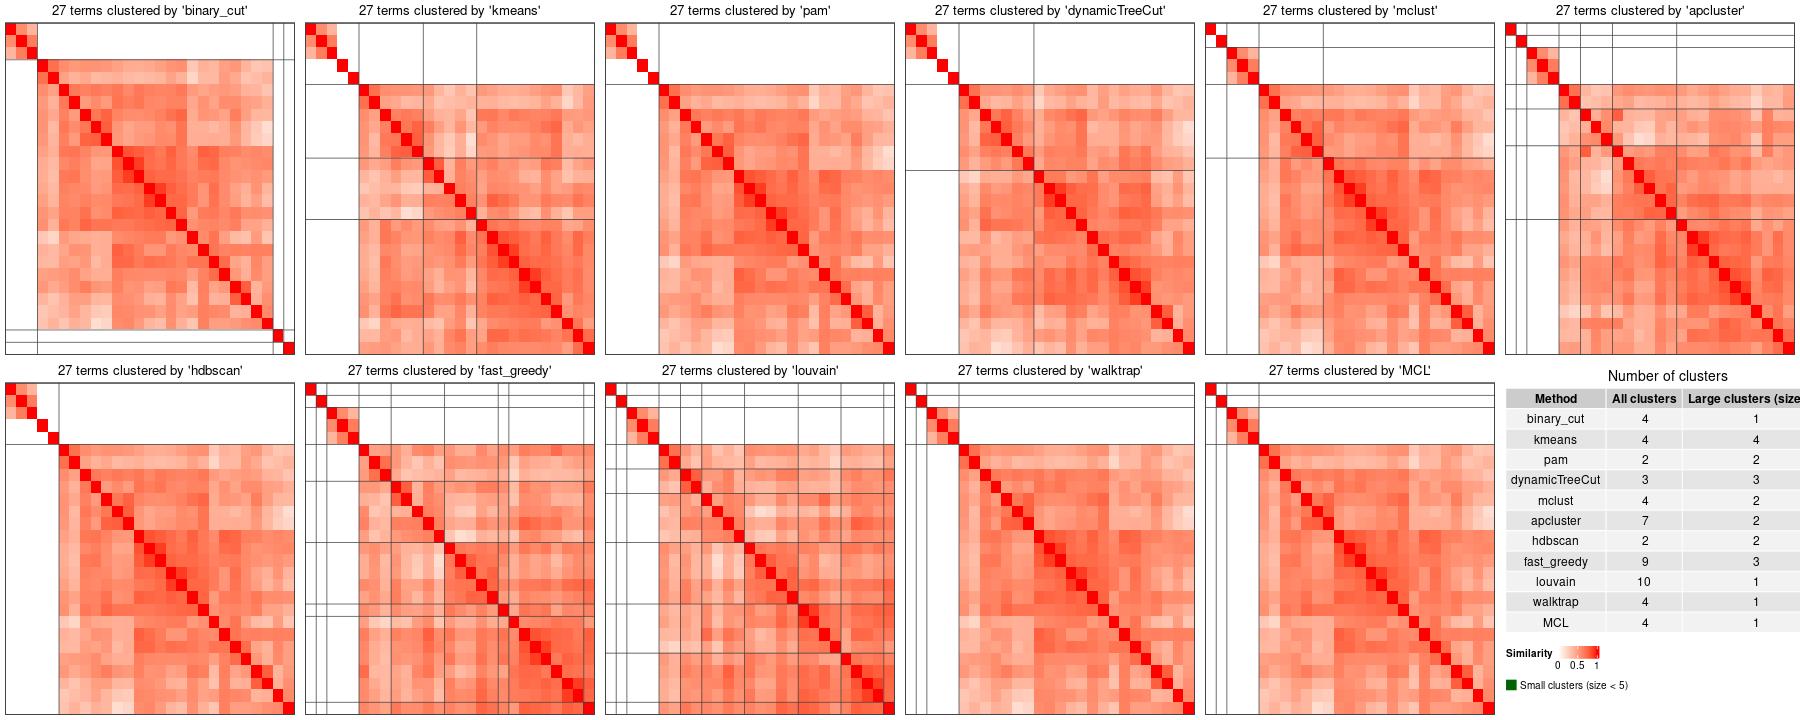 27 terms clustered by 'binary_cut'
27 terms clustered by 'kmeans'
27 terms clustered by 'pam'
27 terms clustered by 'dynamicTreeCut'
27 terms clustered by 'mclust'
27 terms clustered by 'apcluster'
27 terms clustered by 'hdbscan'
27 terms clustered by 'fast_greedy'
27 terms clustered by 'louvain'
27 terms clustered by 'walktrap'
27 terms clustered by 'MCL'
Number of clusters
Method All clusters Large clusters (size
binary_cut 4 1
kmeans 4 4
pam 2 2
dynamicTreeCut 3 3
mclust 4 2
apcluster 7 2
hdbscan 2 2
fast_greedy 9 3
louvain 10 1
walktrap 4 1
MCL 4 1
Similarity
0 0.5 1
Small clusters (size < 5)